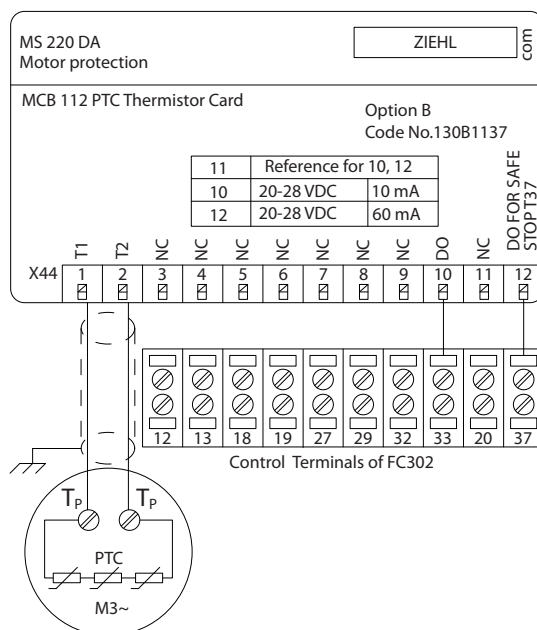 MS 220 DA
Motor protection
ZIEHL
com
MCB 112 PTC Thermistor Card
Option B
Code No.130B1137
11 Reference for 10, 12
10 20-28 VDC 10 mA
12 20-28 VDC 60 mA
T1 T2 NC NC NC NC NC NC NC DO NC DO FOR SAFE
STOP T37
X44 1 2 3 4 5 6 7 8 9 10 11 12
12 13 18 19 27 29 32 33 20 37
Control Terminals of FC302
TP TP
PTC
M3~